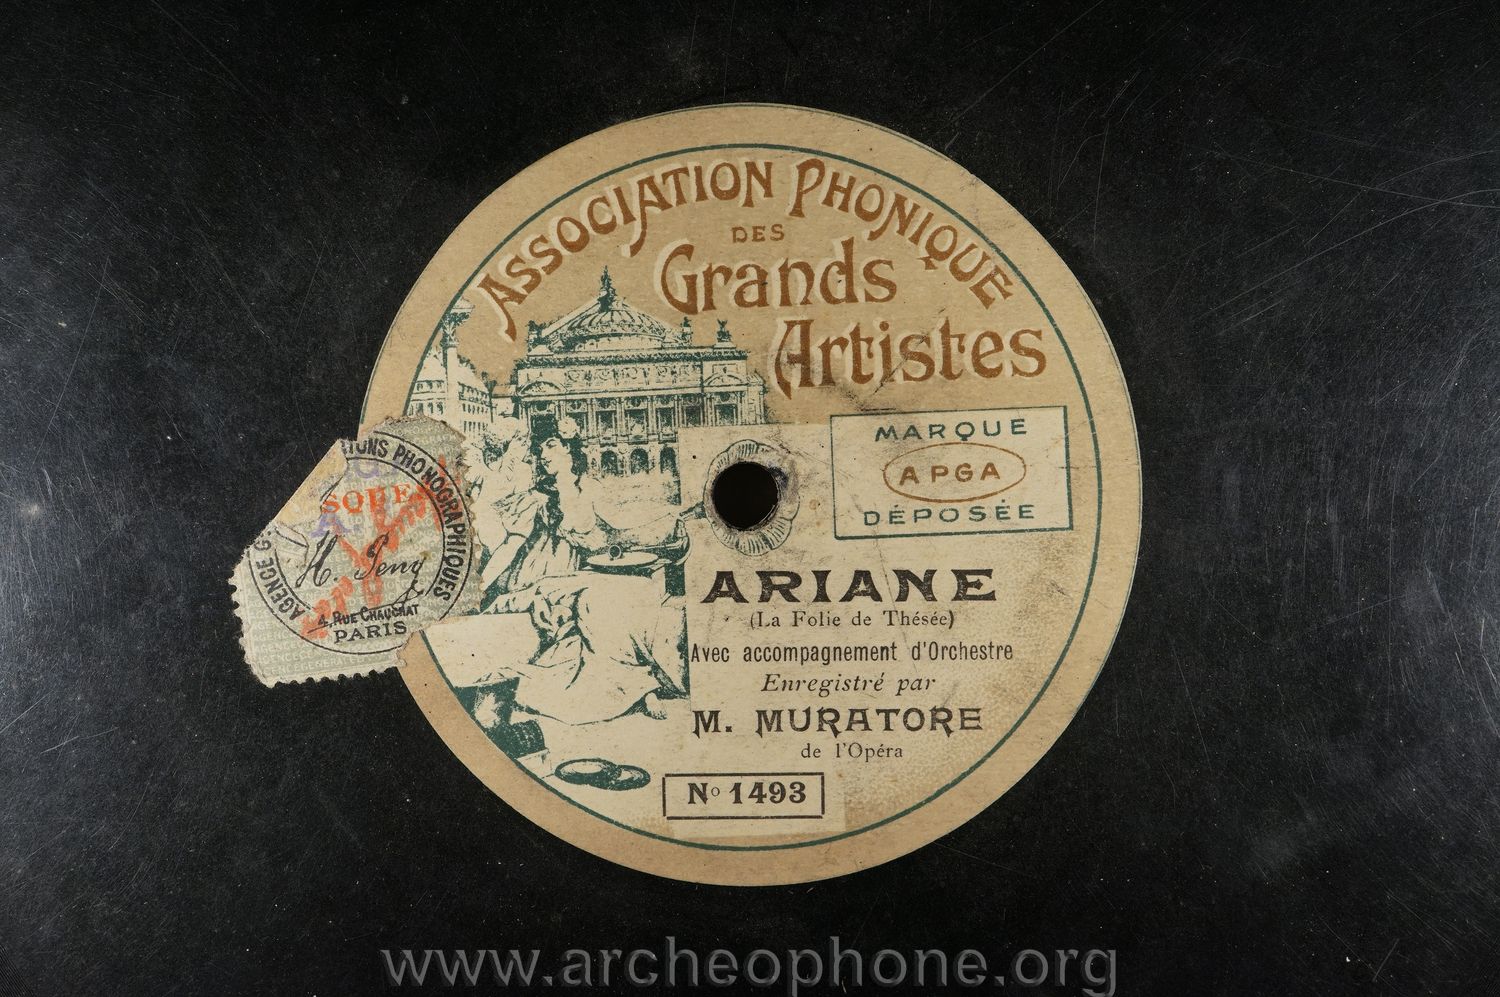 ASSOCIATION PHONIQUE
DES
Grands
Artistes
MARQUE
APGA
DÉPOSÉE
ARIANE
(La Folie de Thésée)
Avec accompagnement d'Orchestre
Enregistré par
M. MURATORE
de l'Opéra
No 1493
PHONOGRAPHIQUES
AGENCE G
4, RUE CHAUCHAT
PARIS
www.archeophone.org